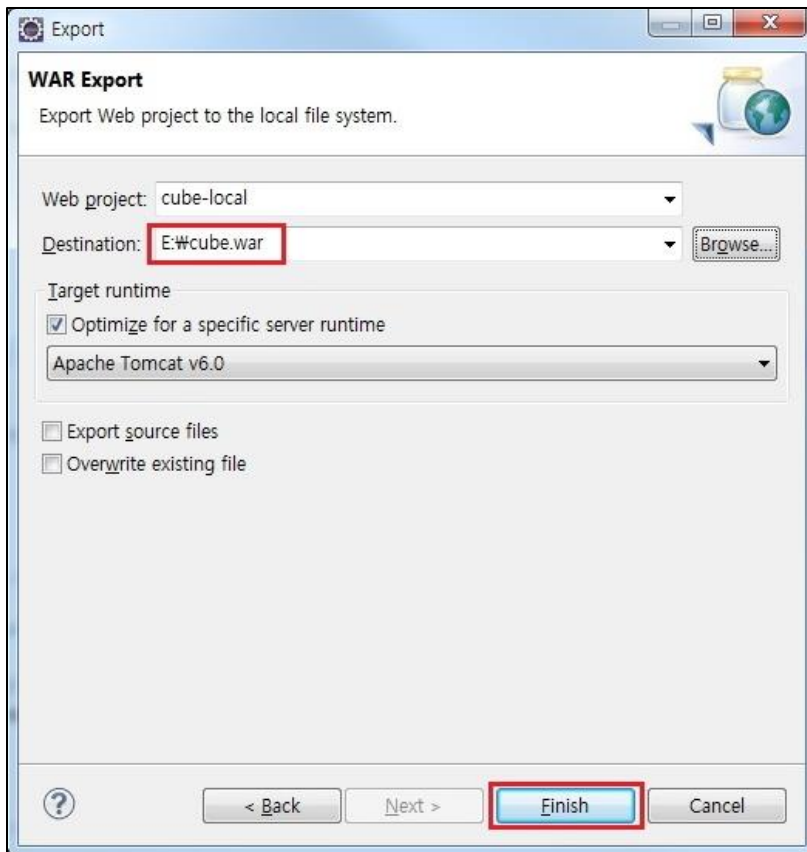 Export
WAR Export
Export Web project to the local file system.
Web project: cube-local
Destination: E:₩cube.war Browse...
Target runtime
Optimize for a specific server runtime
Apache Tomcat v6.0
Export source files
Overwrite existing file
? < Back Next > Finish Cancel